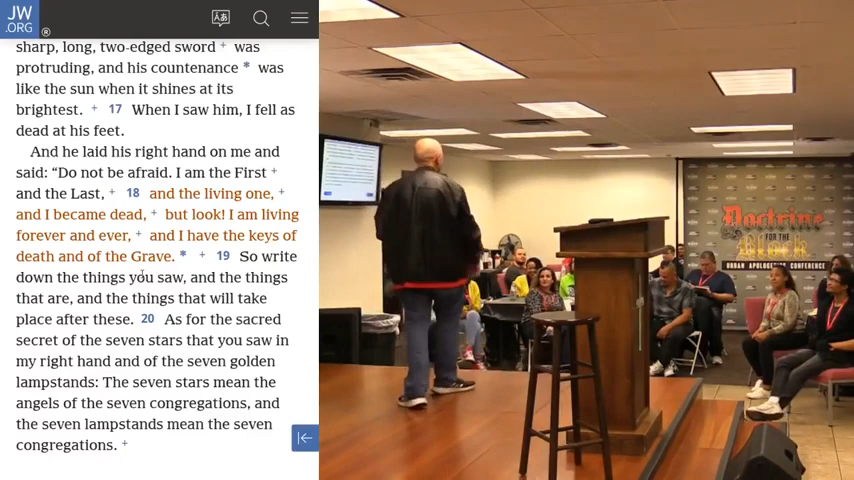 JW
.ORG
®
sharp, long, two-edged sword + was
protruding, and his countenance * was
like the sun when it shines at its
brightest. + 17 When I saw him, I fell as
dead at his feet.
And he laid his right hand on me and
said: “Do not be afraid. I am the First +
and the Last, + 18 and the living one, +
and I became dead, + but look! I am living
forever and ever, + and I have the keys of
death and of the Grave. * + 19 So write
down the things you saw, and the things
that are, and the things that will take
place after these. 20 As for the sacred
secret of the seven stars that you saw in
my right hand and of the seven golden
lampstands: The seven stars mean the
angels of the seven congregations, and
the seven lampstands mean the seven
congregations. +
Doctrine
FOR THE
Block
URBAN APOLOGETICS CONFERENCE